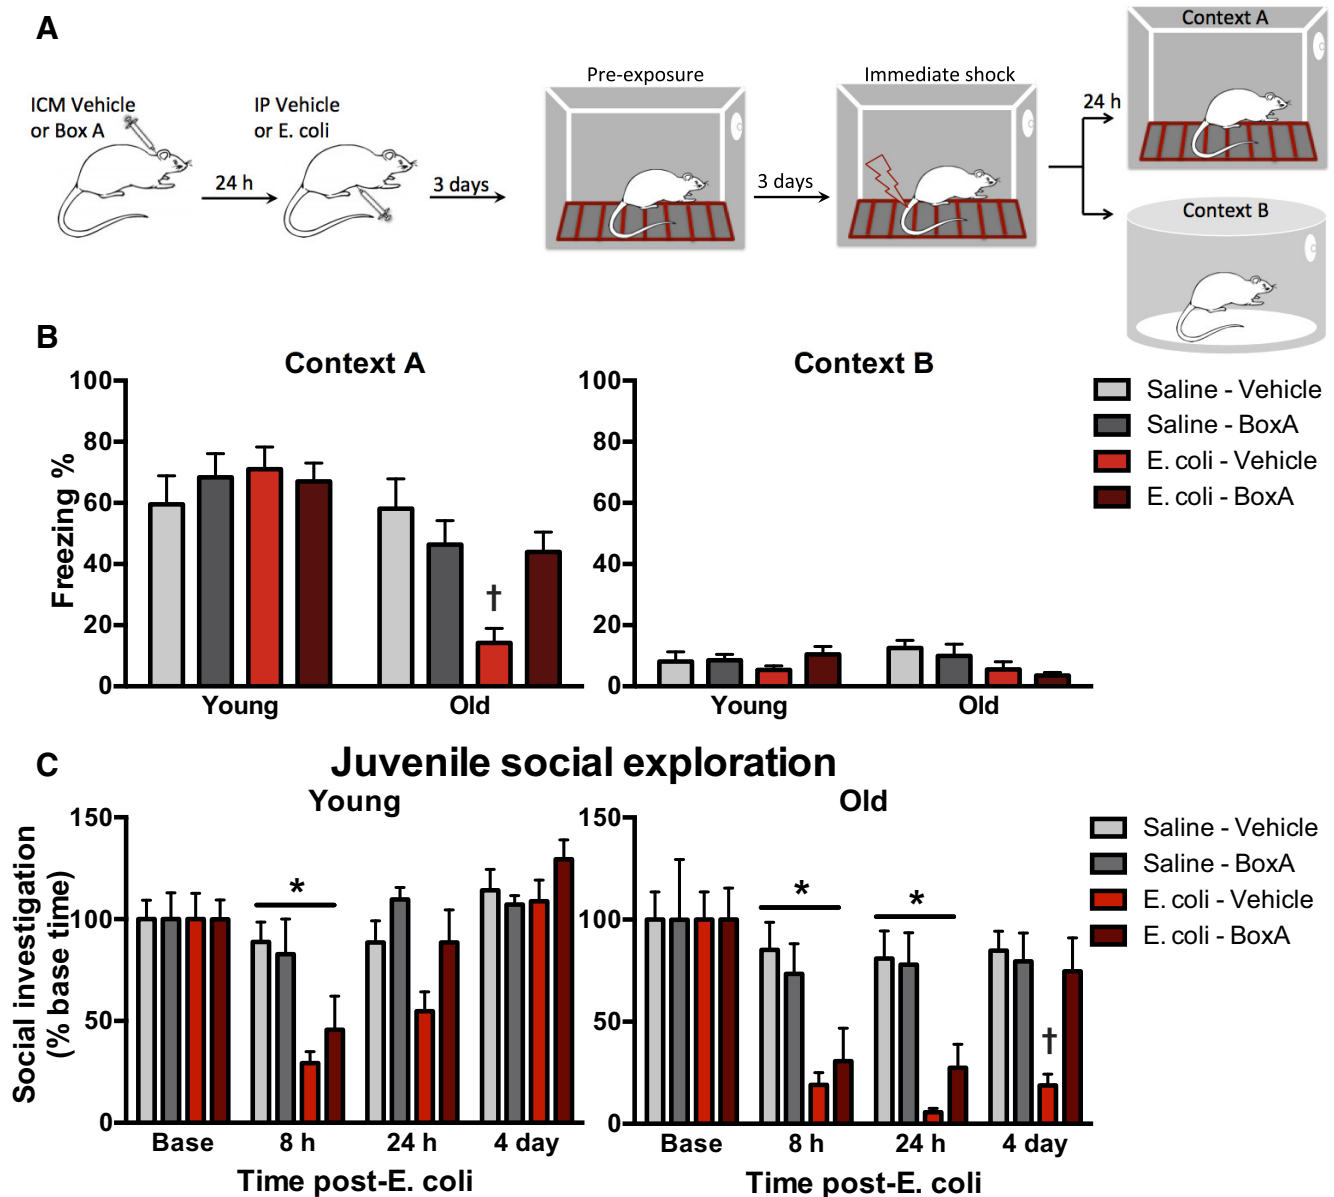 A
ICM Vehicle
or Box A
24 h
IP Vehicle
or E. coli
3 days
Pre-exposure
3 days
Immediate shock
24 h
Context A
Context B
B
Context A
Freezing %
100
80
60
40
20
0
Young
Old
†
Context B
100
80
60
40
20
0
Young
Old
Saline - Vehicle
Saline - BoxA
E. coli - Vehicle
E. coli - BoxA
C
Juvenile social exploration
Young
Social investigation
(% base time)
150
100
50
0
*
Base
8 h
24 h
4 day
Time post-E. coli
Old
150
100
50
0
*
*
†
Base
8 h
24 h
4 day
Time post-E. coli
Saline - Vehicle
Saline - BoxA
E. coli - Vehicle
E. coli - BoxA